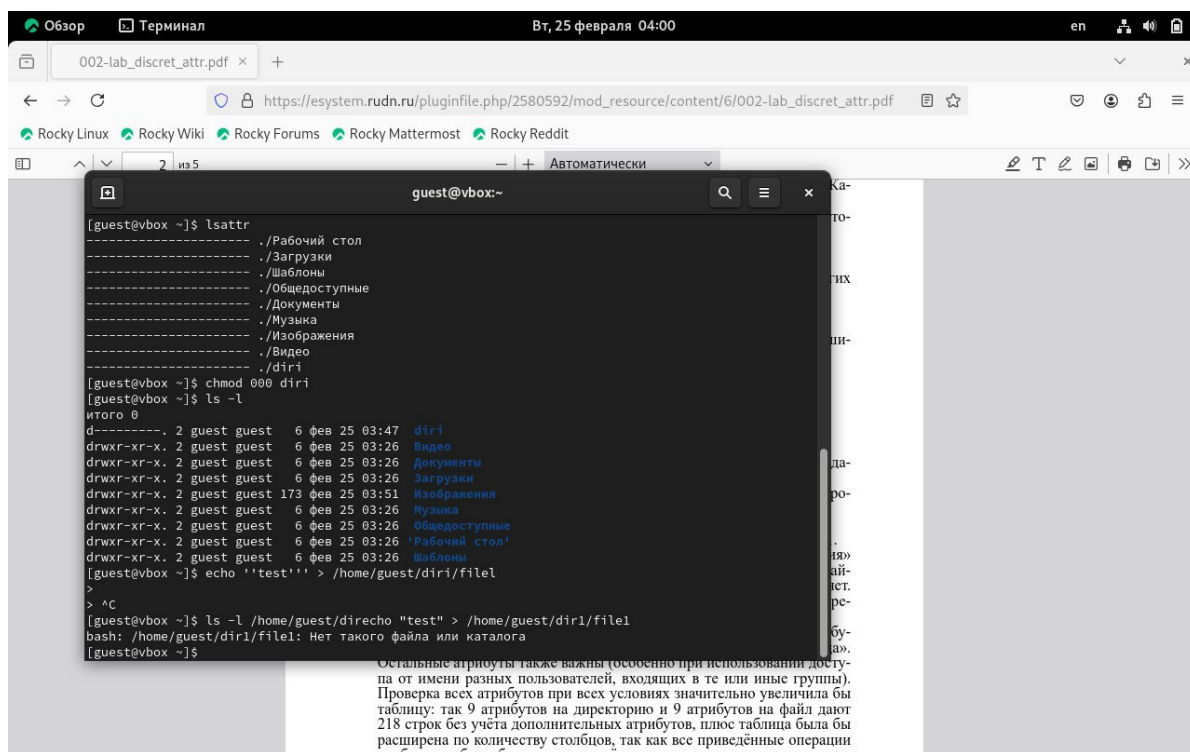 Обзор Терминал Вт, 25 февраля 04:00 en
002-lab_discret_attr.pdf × +
https://esystem.rudn.ru/pluginfile.php/2580592/mod_resource/content/6/002-lab_discret_attr.pdf
Rocky Linux Rocky Wiki Rocky Forums Rocky Mattermost Rocky Reddit
2 из 5 — + Автоматически
guest@vbox:~
Ка-
то-
гих
ши-
да-
ро-
ия»
ай-
нет.
ре-
бу-
а».
[guest@vbox ~]$ lsattr
---------------------- ./Рабочий стол
---------------------- ./Загрузки
---------------------- ./Шаблоны
---------------------- ./Общедоступные
---------------------- ./Документы
---------------------- ./Музыка
---------------------- ./Изображения
---------------------- ./Видео
---------------------- ./diri
[guest@vbox ~]$ chmod 000 diri
[guest@vbox ~]$ ls -l
итого 0
d---------. 2 guest guest 6 фев 25 03:47 diri
drwxr-xr-x. 2 guest guest 6 фев 25 03:26 Видео
drwxr-xr-x. 2 guest guest 6 фев 25 03:26 Документы
drwxr-xr-x. 2 guest guest 6 фев 25 03:26 Загрузки
drwxr-xr-x. 2 guest guest 173 фев 25 03:51 Изображения
drwxr-xr-x. 2 guest guest 6 фев 25 03:26 Музыка
drwxr-xr-x. 2 guest guest 6 фев 25 03:26 Общедоступные
drwxr-xr-x. 2 guest guest 6 фев 25 03:26 'Рабочий стол'
drwxr-xr-x. 2 guest guest 6 фев 25 03:26 Шаблоны
[guest@vbox ~]$ echo ''test''' > /home/guest/diri/filel
>
> ^C
[guest@vbox ~]$ ls -l /home/guest/direcho "test" > /home/guest/dir1/file1
bash: /home/guest/dir1/file1: Нет такого файла или каталога
[guest@vbox ~]$
Остальные атрибуты также важны (особенно при использовании досту-
па от имени разных пользователей, входящих в те или иные группы).
Проверка всех атрибутов при всех условиях значительно увеличила бы
таблицу: так 9 атрибутов на директорию и 9 атрибутов на файл дают
218 строк без учёта дополнительных атрибутов, плюс таблица была бы
расширена по количеству столбцов, так как все приведённые операции